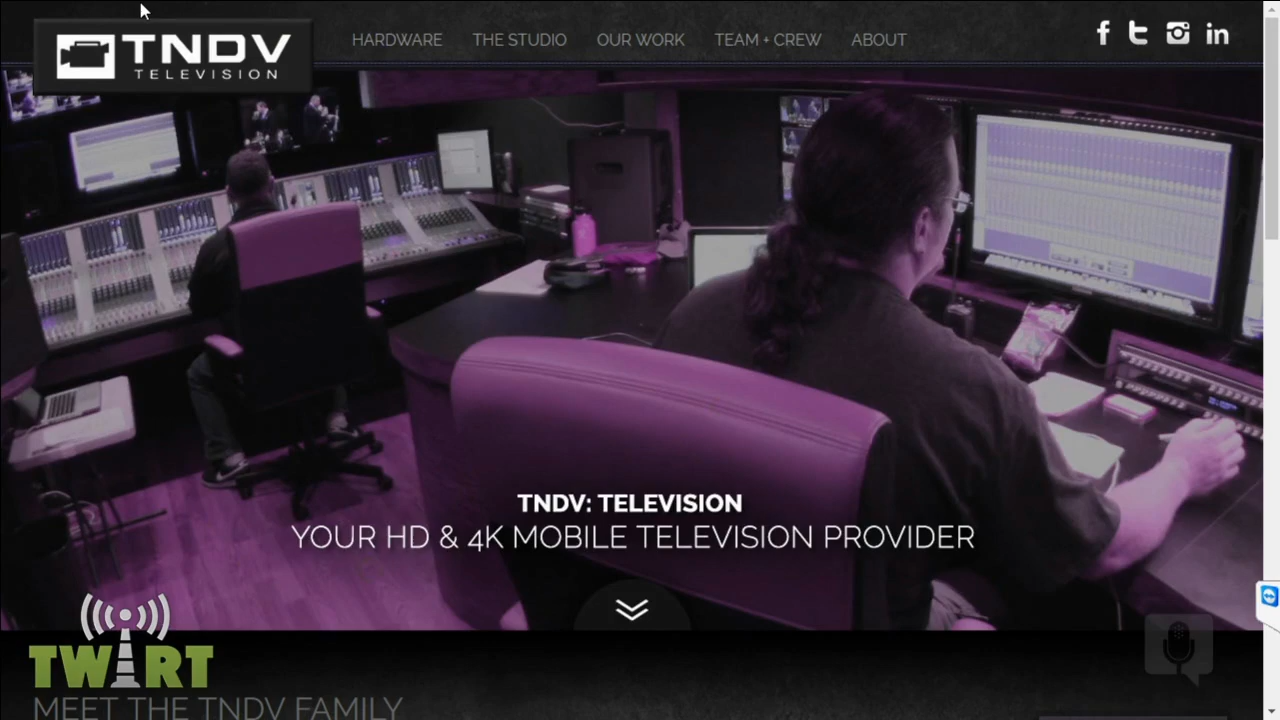 TNDV
TELEVISION
HARDWARE
THE STUDIO
OUR WORK
TEAM + CREW
ABOUT
TNDV: TELEVISION
YOUR HD & 4K MOBILE TELEVISION PROVIDER
TWiRT
MEET THE TNDV FAMILY